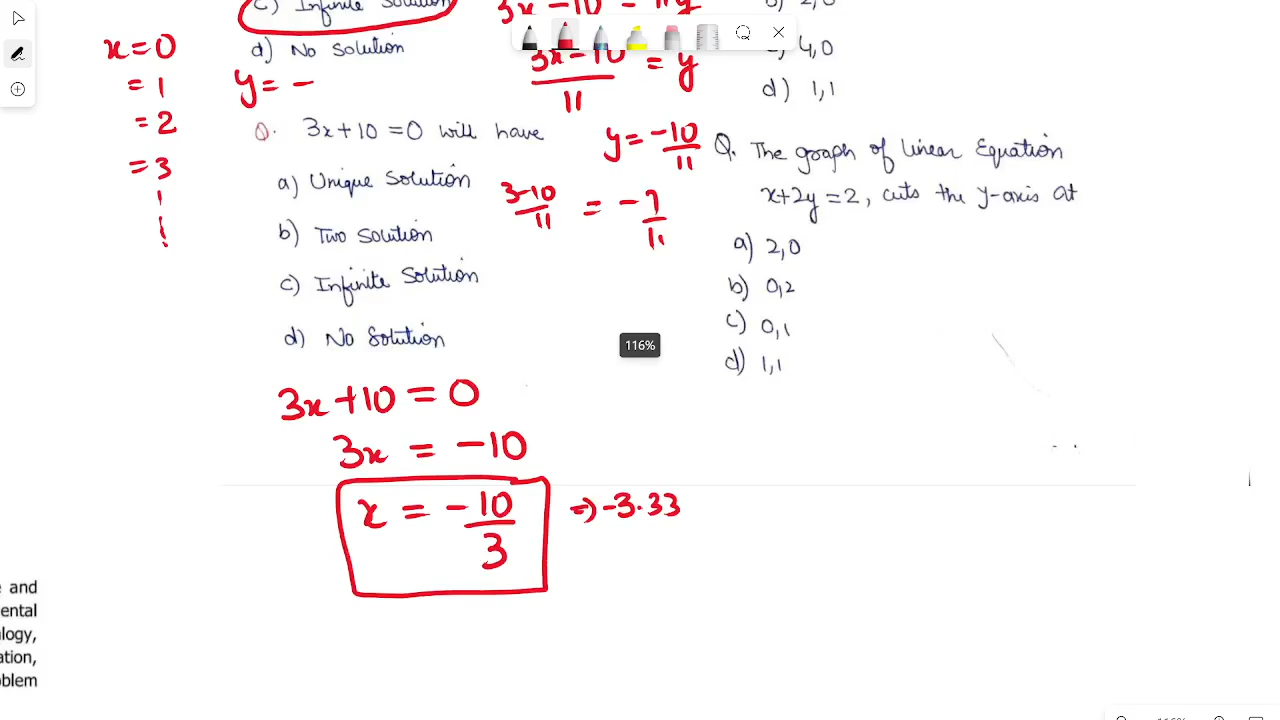 c) Infinite Solution
d) No Solution
x=0
=1
=2
=3
y= -
3x-10 = 11y
3x-10/11 = y
y= -10/11
3-10/11 = -7/11
Q. 3x+10=0 will have
a) Unique Solution
b) Two Solution
c) Infinite Solution
d) No Solution
3x+10 = 0
3x = -10
x = -10/3 => -3.33
4,0
d) 1,1
Q. The graph of linear Equation
x+2y=2, cuts the y-axis at
a) 2,0
b) 0,2
c) 0,1
d) 1,1
116%
e and
ental
logy,
ation,
oblem